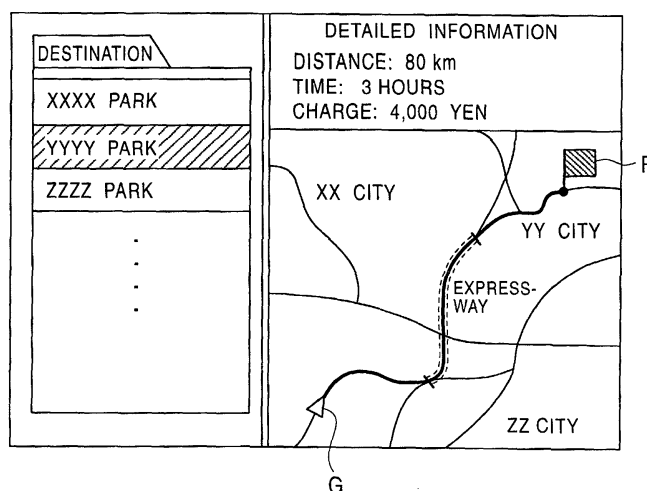 DESTINATION
XXXX PARK
YYYY PARK
ZZZZ PARK
DETAILED INFORMATION
DISTANCE: 80 km
TIME: 3 HOURS
CHARGE: 4,000 YEN
XX CITY
YY CITY
EXPRESS-
WAY
ZZ CITY
G